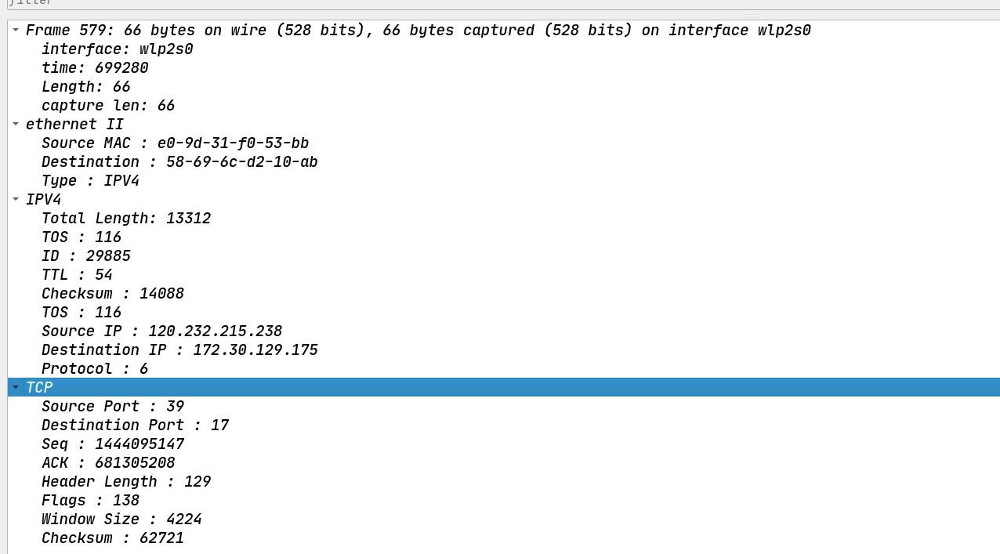 filter
Frame 579: 66 bytes on wire (528 bits), 66 bytes captured (528 bits) on interface wlp2s0
interface: wlp2s0
time: 699280
Length: 66
capture len: 66
ethernet II
Source MAC : e0-9d-31-f0-53-bb
Destination : 58-69-6c-d2-10-ab
Type : IPV4
IPV4
Total Length: 13312
TOS : 116
ID : 29885
TTL : 54
Checksum : 14088
TOS : 116
Source IP : 120.232.215.238
Destination IP : 172.30.129.175
Protocol : 6
TCP
Source Port : 39
Destination Port : 17
Seq : 1444095147
ACK : 681305208
Header Length : 129
Flags : 138
Window Size : 4224
Checksum : 62721